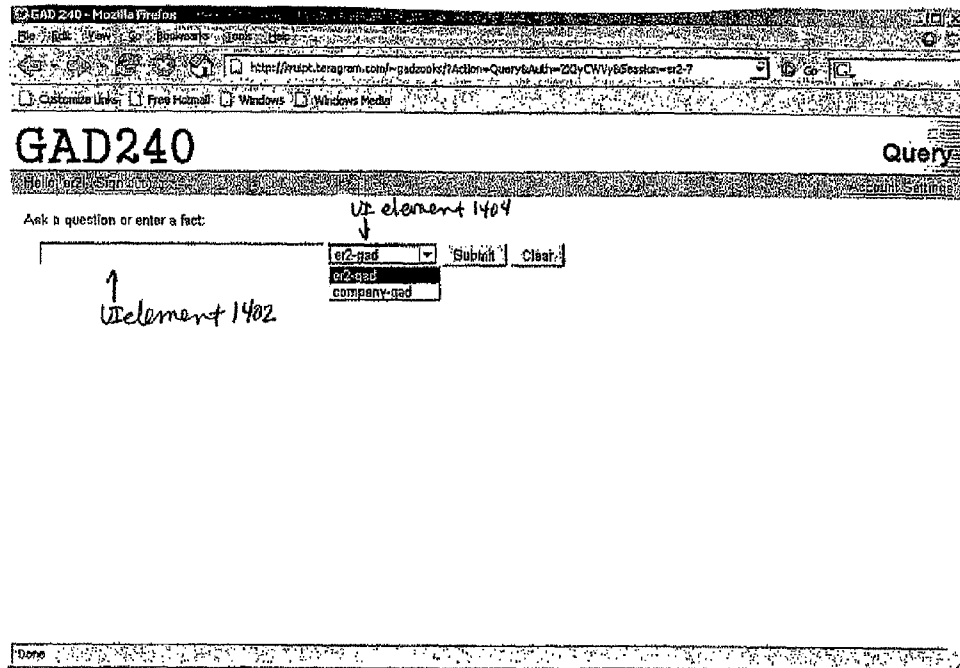 GAD 240 - Mozilla Firefox
File Edit View Go Bookmarks Tools Help
Go
Customize Links Free Hotmail Windows Windows Media
GAD240
Query
Account Settings
Ask a question or enter a fact:
UI element 1404
er2-gad Submit Clear
er2-gad
company-gad
UI element 1402
Done